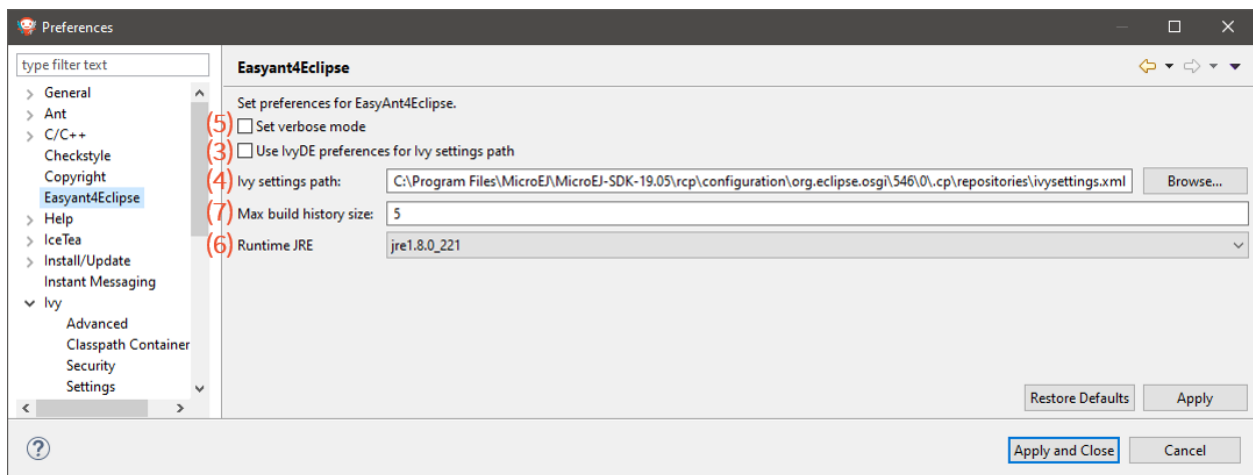 Preferences
type filter text
General
Ant
C/C++
Checkstyle
Copyright
Easyant4Eclipse
Help
IceTea
Install/Update
Instant Messaging
Ivy
Advanced
Classpath Container
Security
Settings
Easyant4Eclipse
Set preferences for EasyAnt4Eclipse.
(5) Set verbose mode
(3) Use IvyDE preferences for Ivy settings path
(4) Ivy settings path: C:\Program Files\MicroEJ\MicroEJ-SDK-19.05\rcp\configuration\org.eclipse.osgi\546\0\.cp\repositories\ivysettings.xml Browse...
(7) Max build history size: 5
(6) Runtime JRE jre1.8.0_221
Restore Defaults Apply
? Apply and Close Cancel